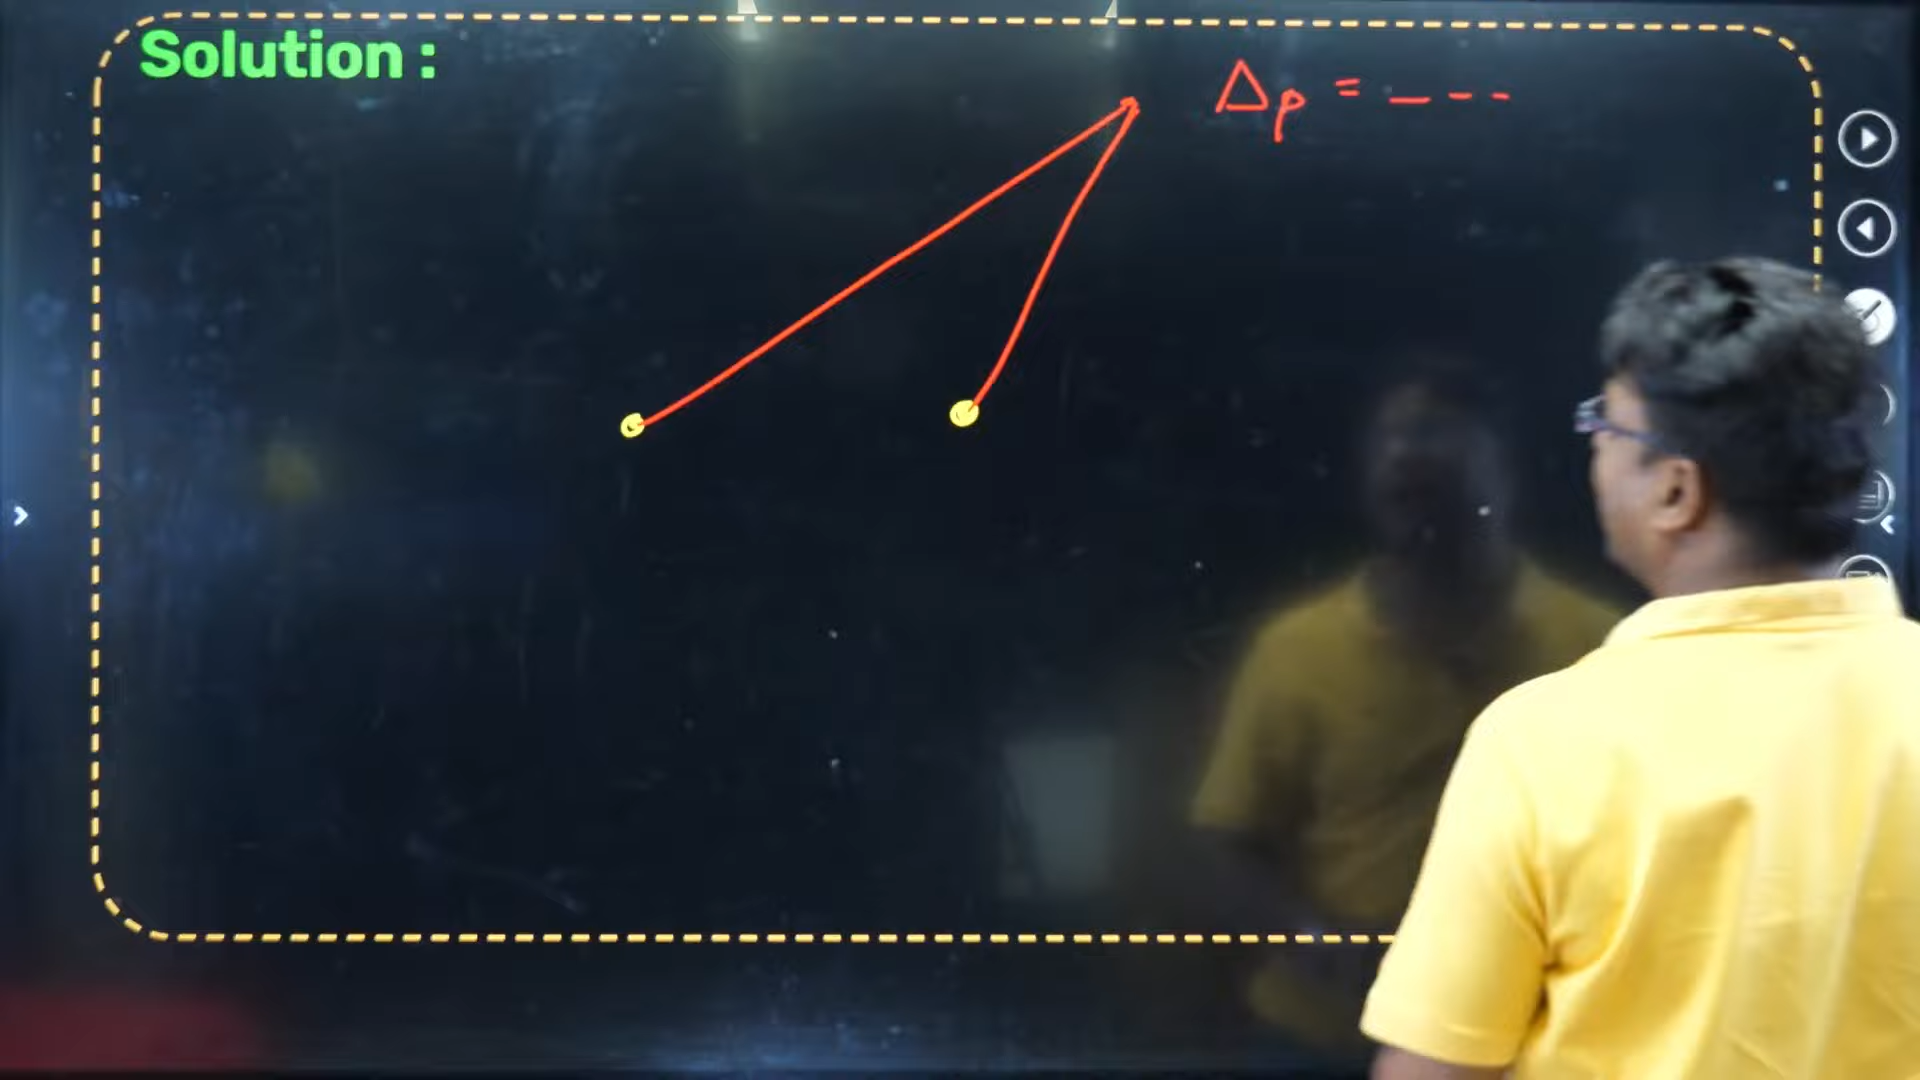 Solution :
Δp = _ - -